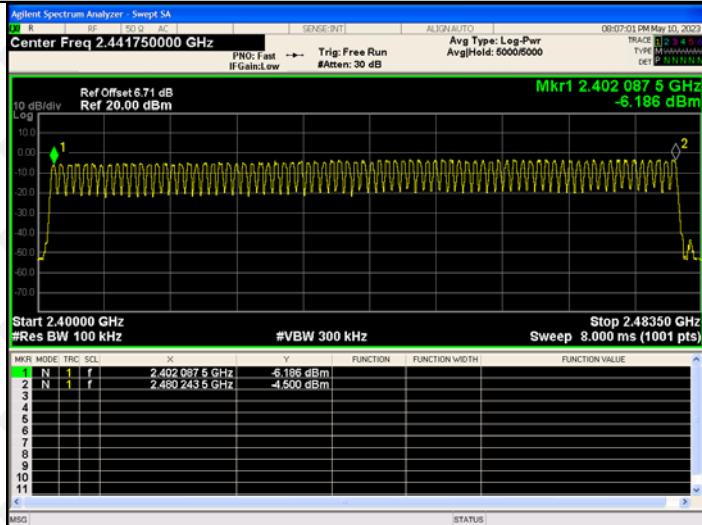 Agilent Spectrum Analyzer - Swept SA
R RF 50 Ω AC SENSE:INT ALIGN AUTO 08:07:01 PM May 10, 2023
Center Freq 2.441750000 GHz
PNO: Fast
IFGain:Low
Trig: Free Run
#Atten: 30 dB
Avg Type: Log-Pwr
Avg|Hold: 5000/5000
TRACE 1 2 3 4 5 6
TYPE M
DET P N N N N N
Mkr1 2.402 087 5 GHz
-6.186 dBm
Ref Offset 6.71 dB
10 dB/div Ref 20.00 dBm
Log
10.0
0.00
-10.0
-20.0
-30.0
-40.0
-50.0
-60.0
-70.0
1
2
Start 2.40000 GHz Stop 2.48350 GHz
#Res BW 100 kHz #VBW 300 kHz Sweep 8.000 ms (1001 pts)
MKR MODE TRC SCL X Y FUNCTION FUNCTION WIDTH FUNCTION VALUE
1 N 1 f 2.402 087 5 GHz -6.186 dBm
2 N 1 f 2.480 243 5 GHz -4.500 dBm
3
4
5
6
7
8
9
10
11
MSG STATUS